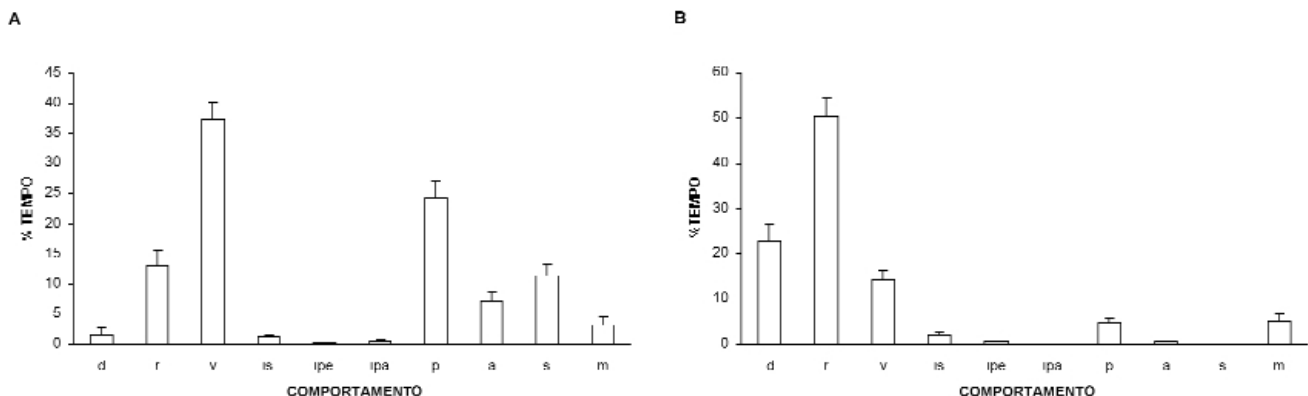 A
45
40
35
30
25
20
15
10
5
0
% TEMPO
d r v is ipe ipa p a s m
COMPORTAMENTO
B
60
50
40
30
20
10
0
% TEMPO
d r v is ipe ipa p a s m
COMPORTAMENTO